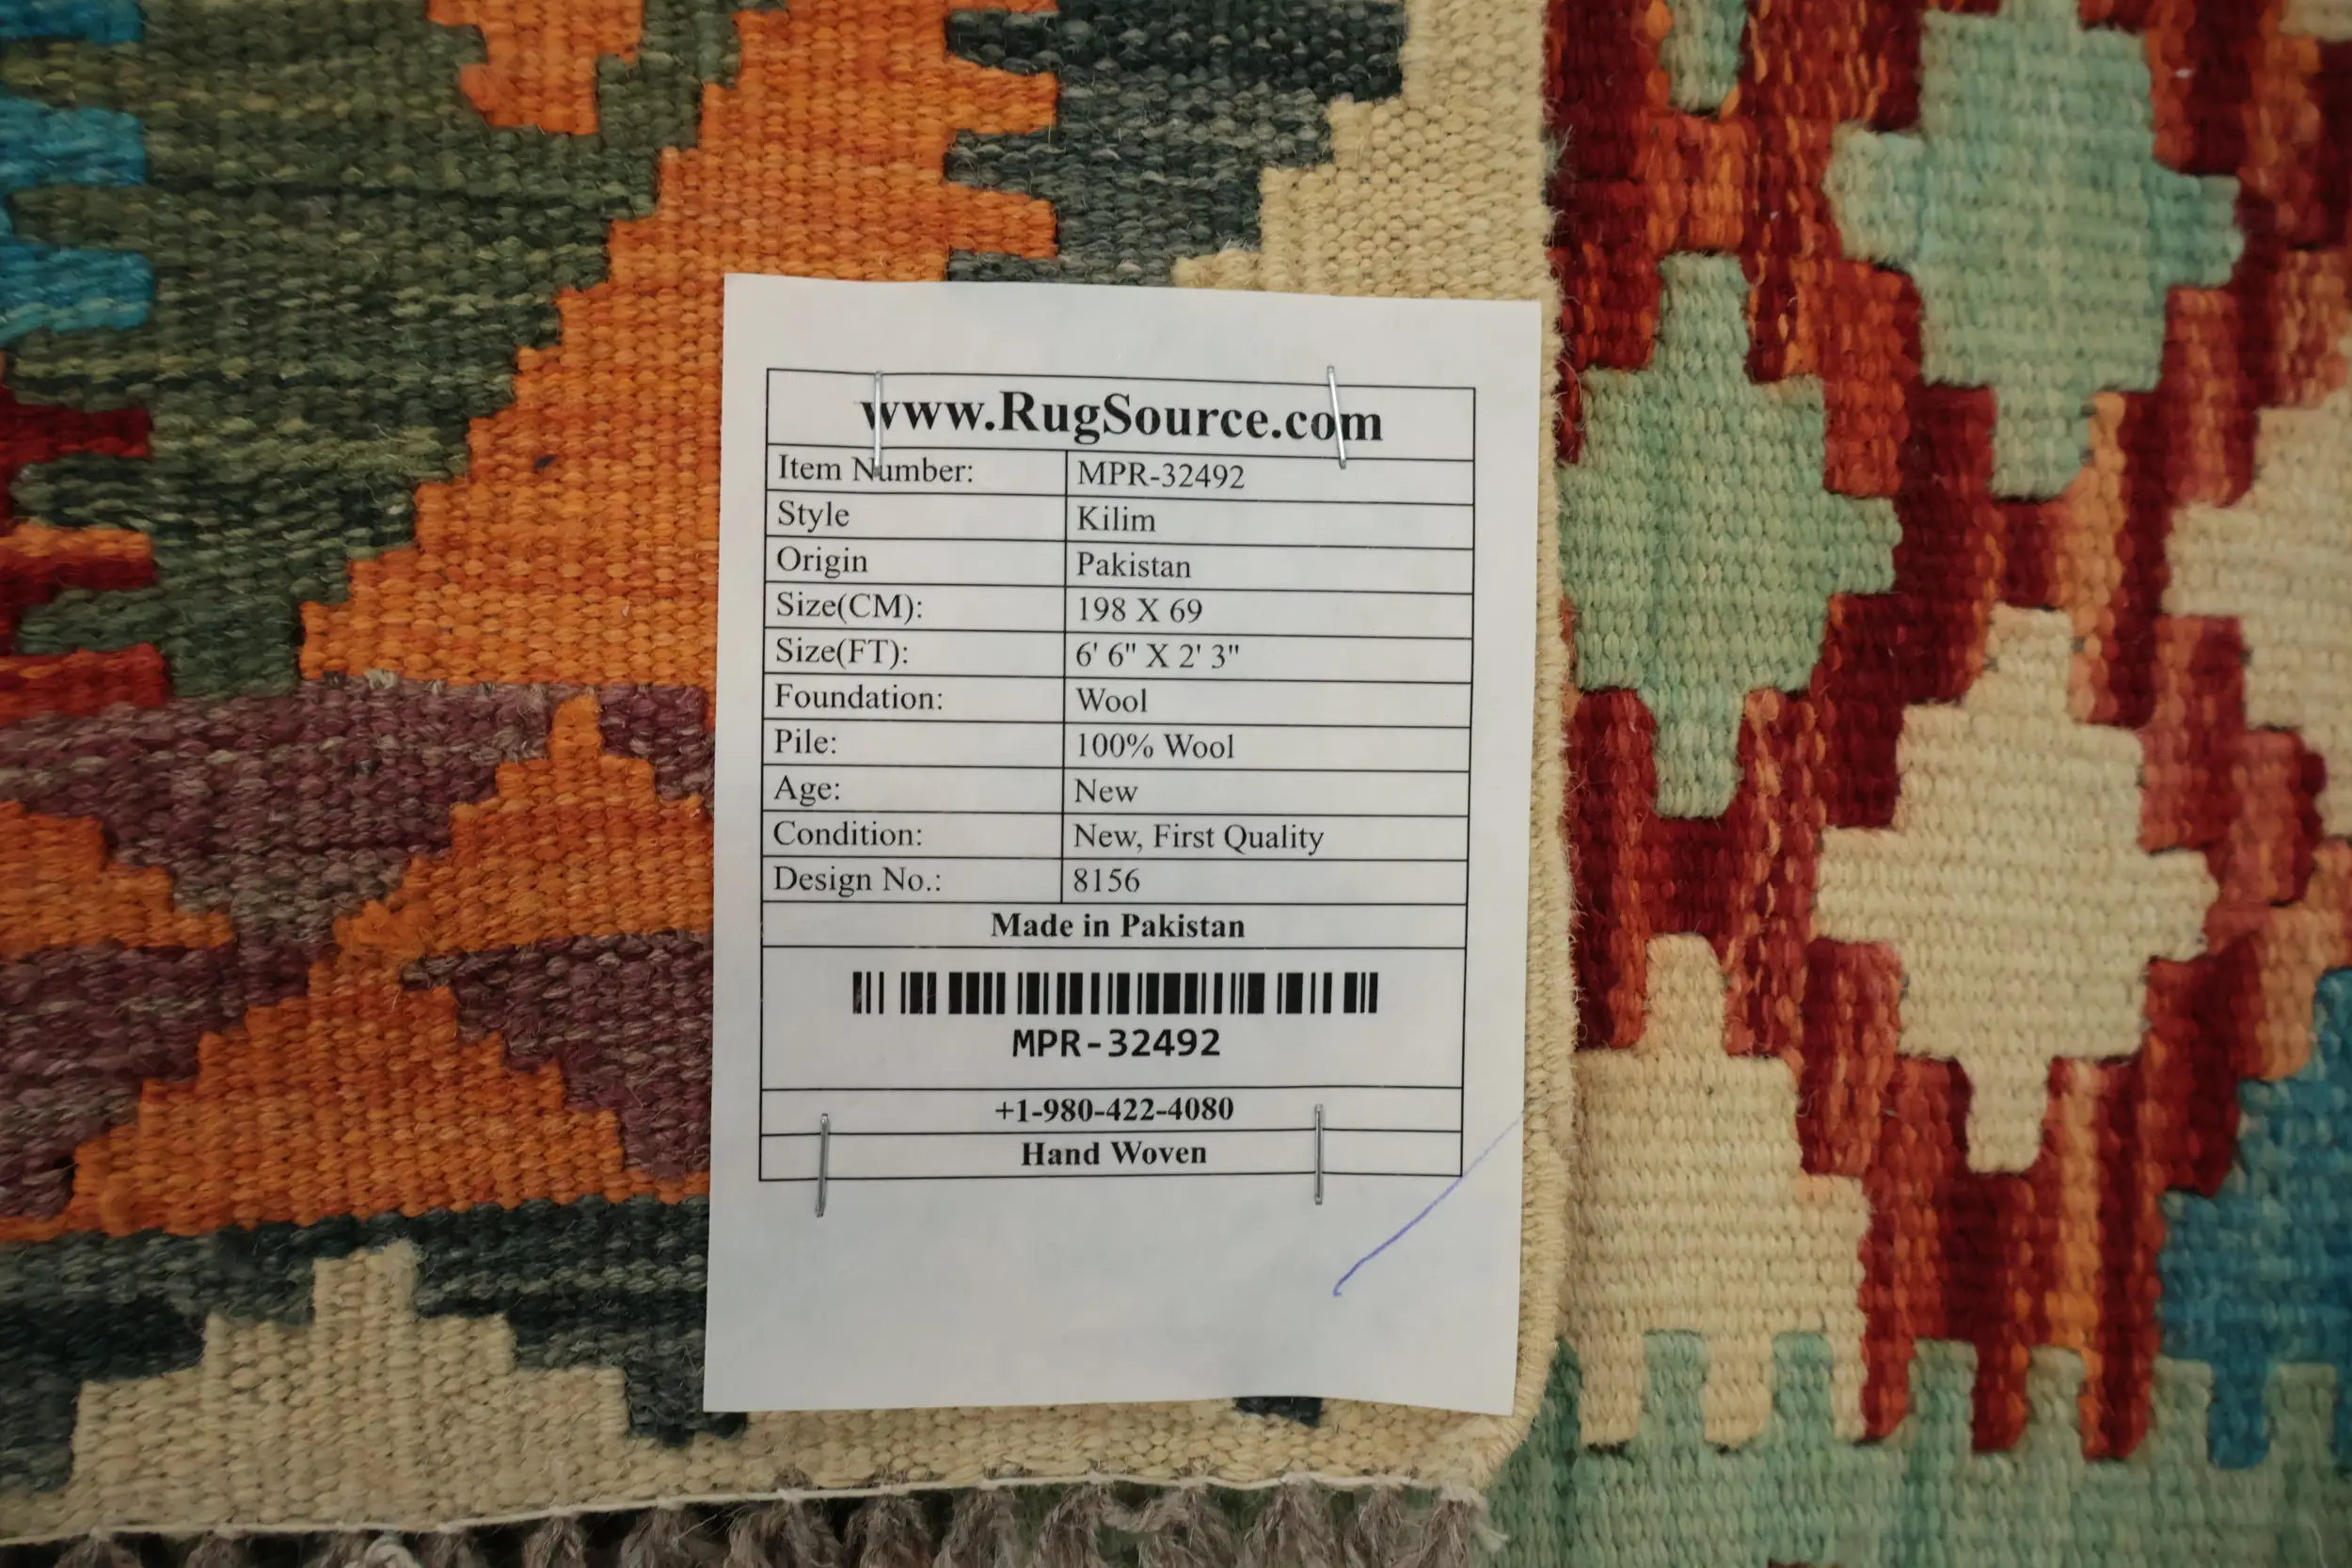 www.RugSource.com
Item Number: MPR-32492
Style Kilim
Origin Pakistan
Size(CM): 198 X 69
Size(FT): 6' 6" X 2' 3"
Foundation: Wool
Pile: 100% Wool
Age: New
Condition: New, First Quality
Design No.: 8156
Made in Pakistan
MPR-32492
+1-980-422-4080
Hand Woven